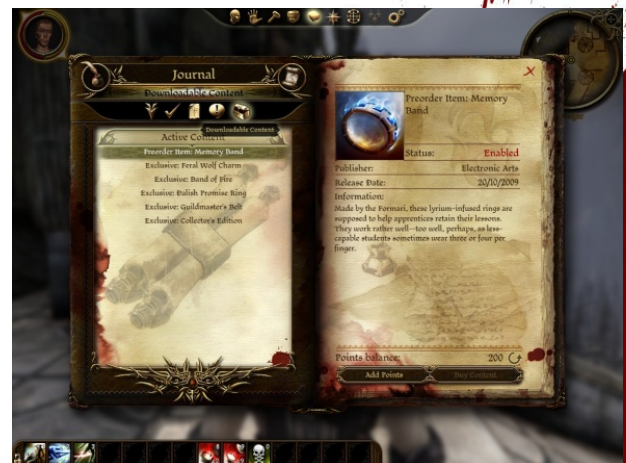 Journal
Downloadable Content
Downloadable Content
Active Content
Preorder Item: Memory Band
Exclusive: Feral Wolf Charm
Exclusive: Band of Fire
Exclusive: Dalish Promise Ring
Exclusive: Guildmaster's Belt
Exclusive: Collector's Edition
Preorder Item: Memory
Band
Status: Enabled
Publisher: Electronic Arts
Release Date: 20/10/2009
Information:
Made by the Formari, these lyrium-infused rings are
supposed to help apprentices retain their lessons.
They work rather well—too well, perhaps, as less-
capable students sometimes wear three or four per
finger.
Points balance: 200
Add Points Buy Content